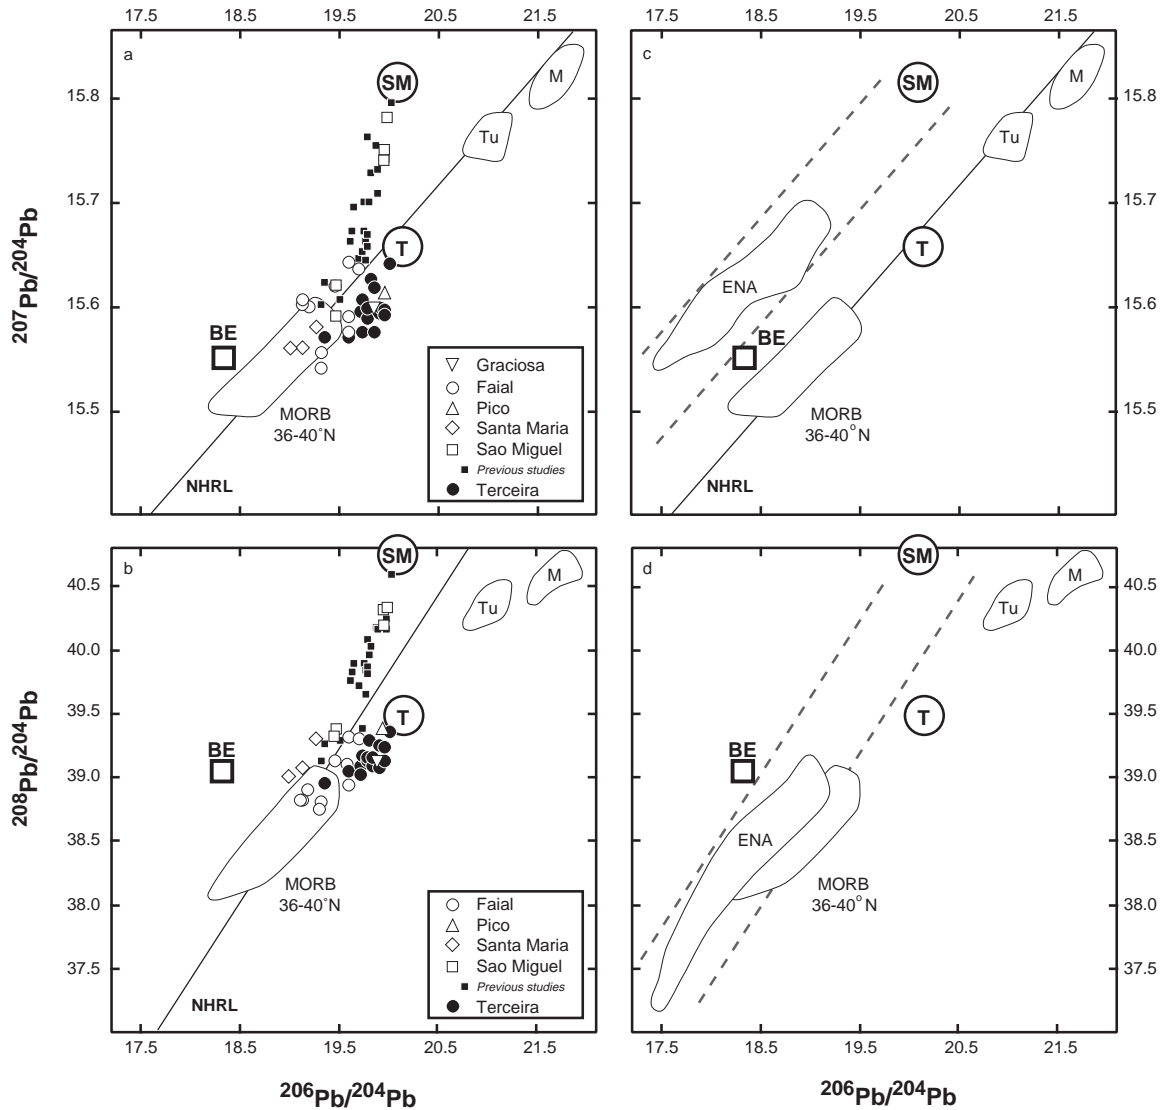 17.5 18.5 19.5 20.5 21.5
17.5 18.5 19.5 20.5 21.5
a
SM
M
Tu
T
BE
15.8
15.7
15.6
15.5
207Pb/204Pb
MORB
36-40˚N
NHRL
Graciosa
Faial
Pico
Santa Maria
Sao Miguel
Previous studies
Terceira
c
SM
M
Tu
T
ENA
BE
MORB
36-40°N
NHRL
15.8
15.7
15.6
15.5
b
SM
M
Tu
T
BE
40.5
40.0
39.5
39.0
38.5
38.0
37.5
208Pb/204Pb
MORB
36-40˚N
NHRL
Faial
Pico
Santa Maria
Sao Miguel
Previous studies
Terceira
d
SM
M
Tu
T
BE
ENA
MORB
36-40°N
40.5
40.0
39.5
39.0
38.5
38.0
37.5
17.5 18.5 19.5 20.5 21.5
17.5 18.5 19.5 20.5 21.5
206Pb/204Pb
206Pb/204Pb